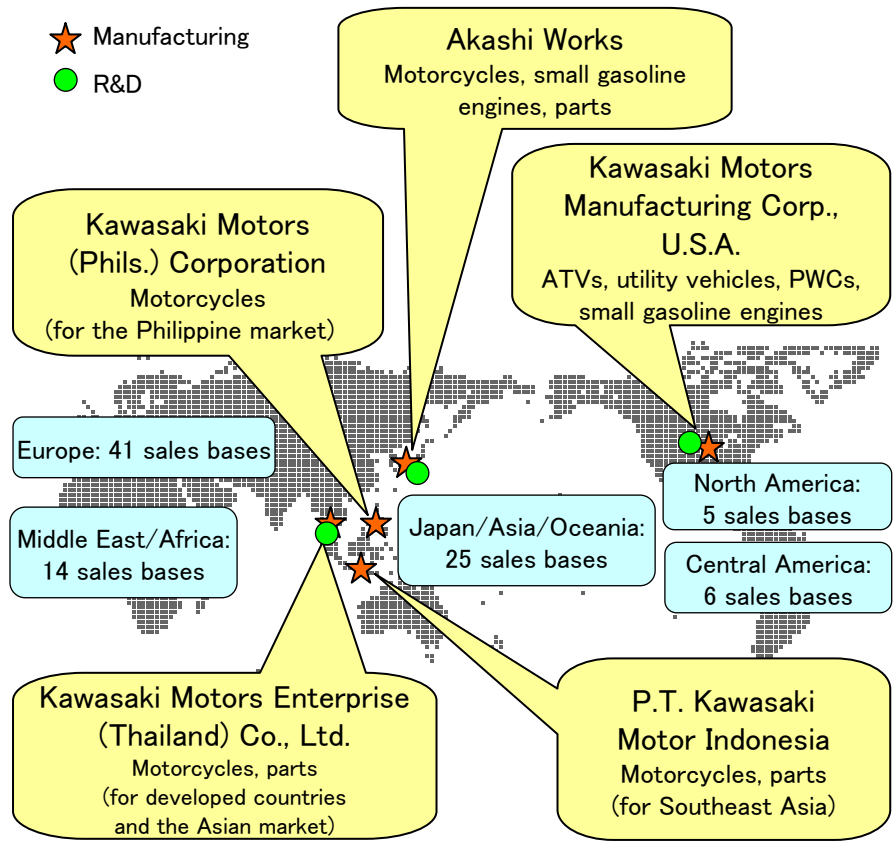 Manufacturing
R&D
Akashi Works
Motorcycles, small gasoline
engines, parts
Kawasaki Motors
Manufacturing Corp.,
U.S.A.
ATVs, utility vehicles, PWCs,
small gasoline engines
Kawasaki Motors
(Phils.) Corporation
Motorcycles
(for the Philippine market)
Europe: 41 sales bases
North America:
5 sales bases
Middle East/Africa:
14 sales bases
Japan/Asia/Oceania:
25 sales bases
Central America:
6 sales bases
Kawasaki Motors Enterprise
(Thailand) Co., Ltd.
Motorcycles, parts
(for developed countries
and the Asian market)
P.T. Kawasaki
Motor Indonesia
Motorcycles, parts
(for Southeast Asia)